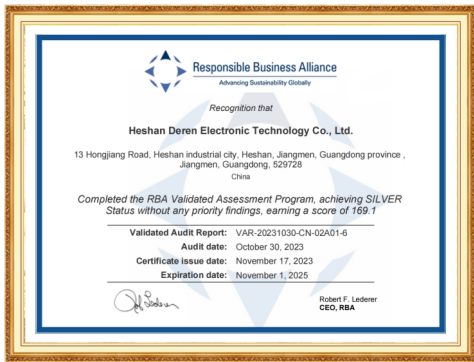 Responsible Business Alliance
Advancing Sustainability Globally
Recognition that
Heshan Deren Electronic Technology Co., Ltd.
13 Hongjiang Road, Heshan industrial city, Heshan, Jiangmen, Guangdong province ,
Jiangmen, Guangdong, 529728
China
Completed the RBA Validated Assessment Program, achieving SILVER
Status without any priority findings, earning a score of 169.1
Validated Audit Report: VAR-20231030-CN-02A01-6
Audit date: October 30, 2023
Certificate issue date: November 17, 2023
Expiration date: November 1, 2025
Robert F. Lederer
CEO, RBA